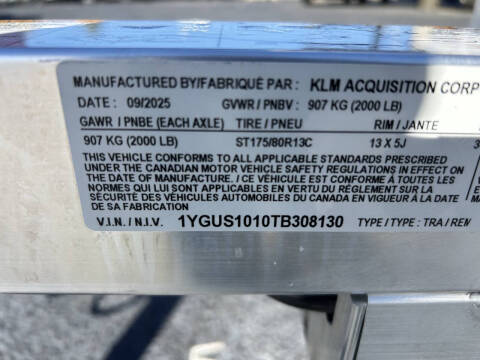 MANUFACTURED BY/FABRIQUÉ PAR : KLM ACQUISITION CORP
DATE : 09/2025 GVWR / PNBV : 907 KG (2000 LB)
GAWR / PNBE (EACH AXLE) TIRE / PNEU RIM / JANTE
907 KG (2000 LB) ST175/80R13C 13 X 5J 3
THIS VEHICLE CONFORMS TO ALL APPLICABLE STANDARDS PRESCRIBED
UNDER THE CANADIAN MOTOR VEHICLE SAFETY REGULATIONS IN EFFECT ON
THE DATE OF MANUFACTURE. / CE VÉHICULE EST CONFORME À TOUTES LES
NORMES QUI LUI SONT APPLICABLES EN VERTU DU RÉGLEMENT SUR LA
SÉCURITÉ DES VÉHICULES AUTOMOBILES DU CANADA EN VIGUEUR À LA
DATE DE SA FABRICATION.
V.I.N. / N.I.V. 1YGUS1010TB308130 TYPE / TYPE : TRA / REM